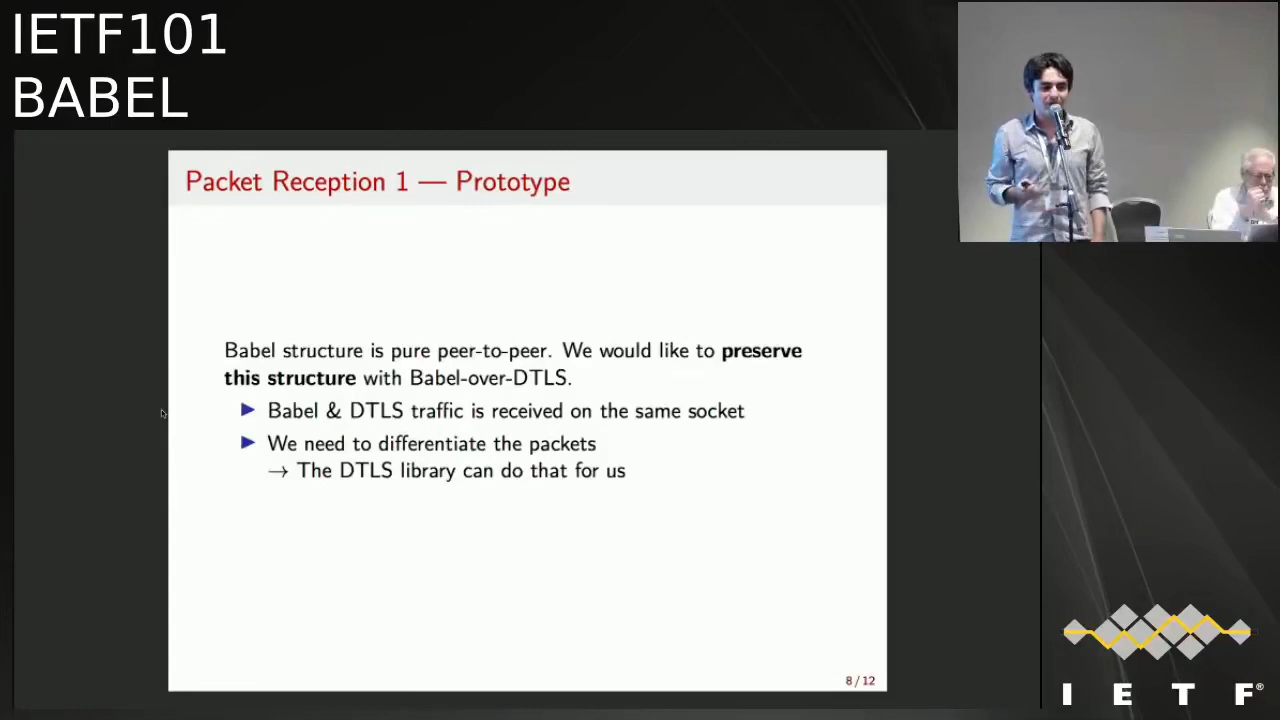 IETF101
BABEL
Packet Reception 1 — Prototype
Babel structure is pure peer-to-peer. We would like to preserve
this structure with Babel-over-DTLS.
▶ Babel & DTLS traffic is received on the same socket
▶ We need to differentiate the packets
→ The DTLS library can do that for us
8 / 12
I E T F®